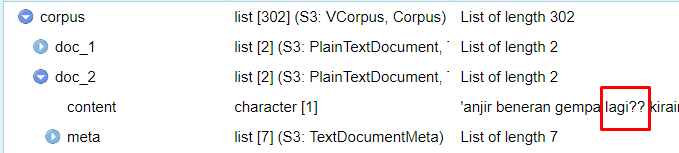 corpus list [302] (S3: VCorpus, Corpus) List of length 302
doc_1 list [2] (S3: PlainTextDocument, List of length 2
doc_2 list [2] (S3: PlainTextDocument, List of length 2
content character [1] 'anjir beneran gempa lagi?? kirain
meta list [7] (S3: TextDocumentMeta) List of length 7